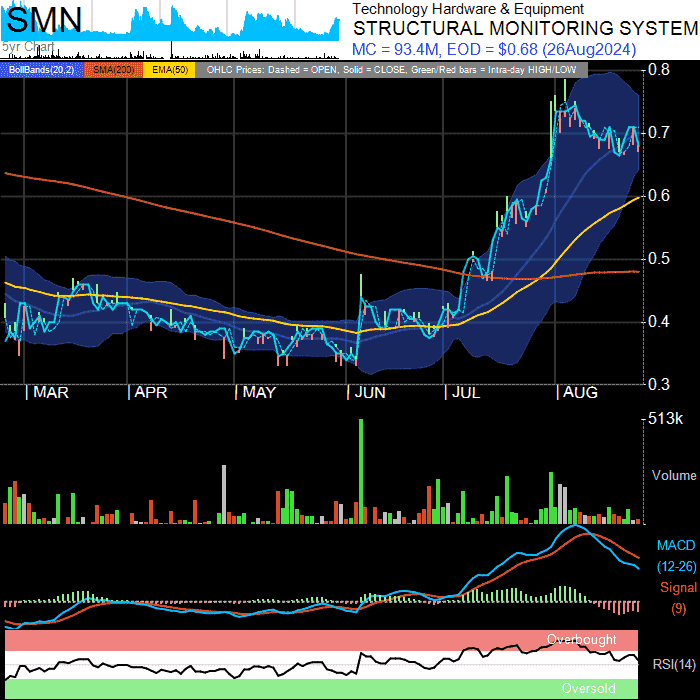 SMN
5yr Chart
Technology Hardware & Equipment
STRUCTURAL MONITORING SYSTEM
MC = 93.4M, EOD = $0.68 (26Aug2024)
BollBands(20,2) SMA(200) EMA(50) OHLC Prices: Dashed = OPEN, Solid = CLOSE, Green/Red bars = Intra-day HIGH/LOW
0.8
0.7
0.6
0.5
0.4
0.3
MAR APR MAY JUN JUL AUG
513k
Volume
MACD
(12-26)
Signal
(9)
Overbought
RSI(14)
Oversold